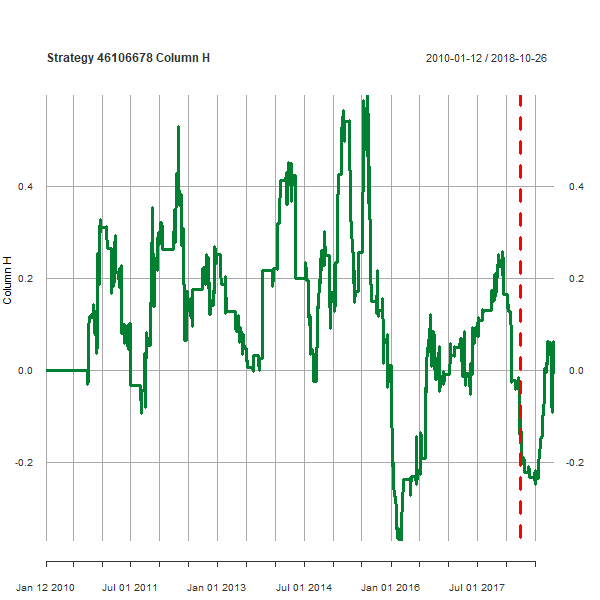 Strategy 46106678 Column H
2010-01-12 / 2018-10-26
0.4
0.4
0.2
0.2
Column H
0.0
0.0
-0.2
-0.2
Jan 12 2010
Jul 01 2011
Jan 01 2013
Jul 01 2014
Jan 01 2016
Jul 01 2017